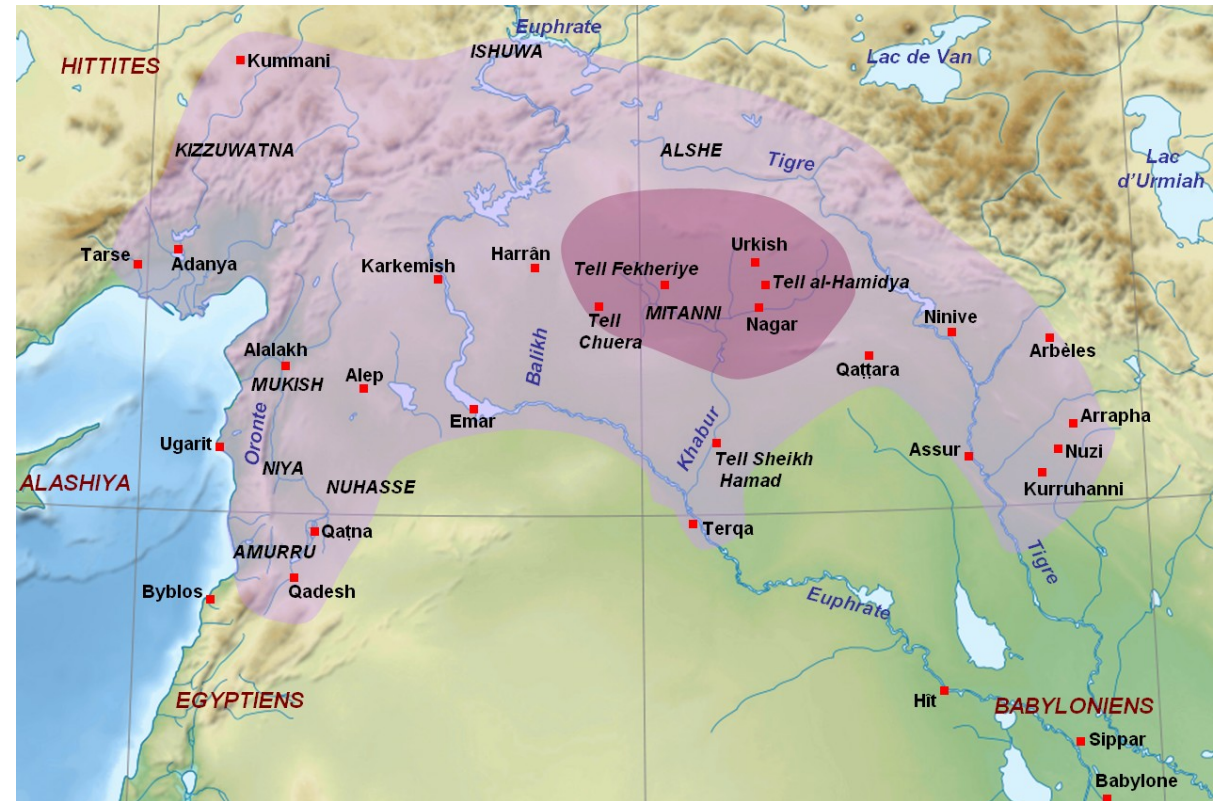 Euphrate
ISHUWA
Lac de Van
HITTITES
Kummani
KIZZUWATNA
ALSHE
Tigre
Lac
d'Urmiah
Tarse
Adanya
Karkemish
Harrân
Urkish
Tell Fekheriye
Tell al-Hamidya
MITANNI
Tell
Chuera
Nagar
Ninive
Arbèles
Alalakh
MUKISH
Alep
Balikh
Qaṭṭara
Emar
Oronte
Ugarit
Khabur
Arrapha
Assur
Nuzi
Tell Sheikh
Hamad
Kurruhanni
NIYA
NUHASSE
ALASHIYA
Qaṭna
Terqa
AMURRU
Qadesh
Tigre
Byblos
Euphrate
EGYPTIENS
Hît
BABYLONIENS
Sippar
Babylone